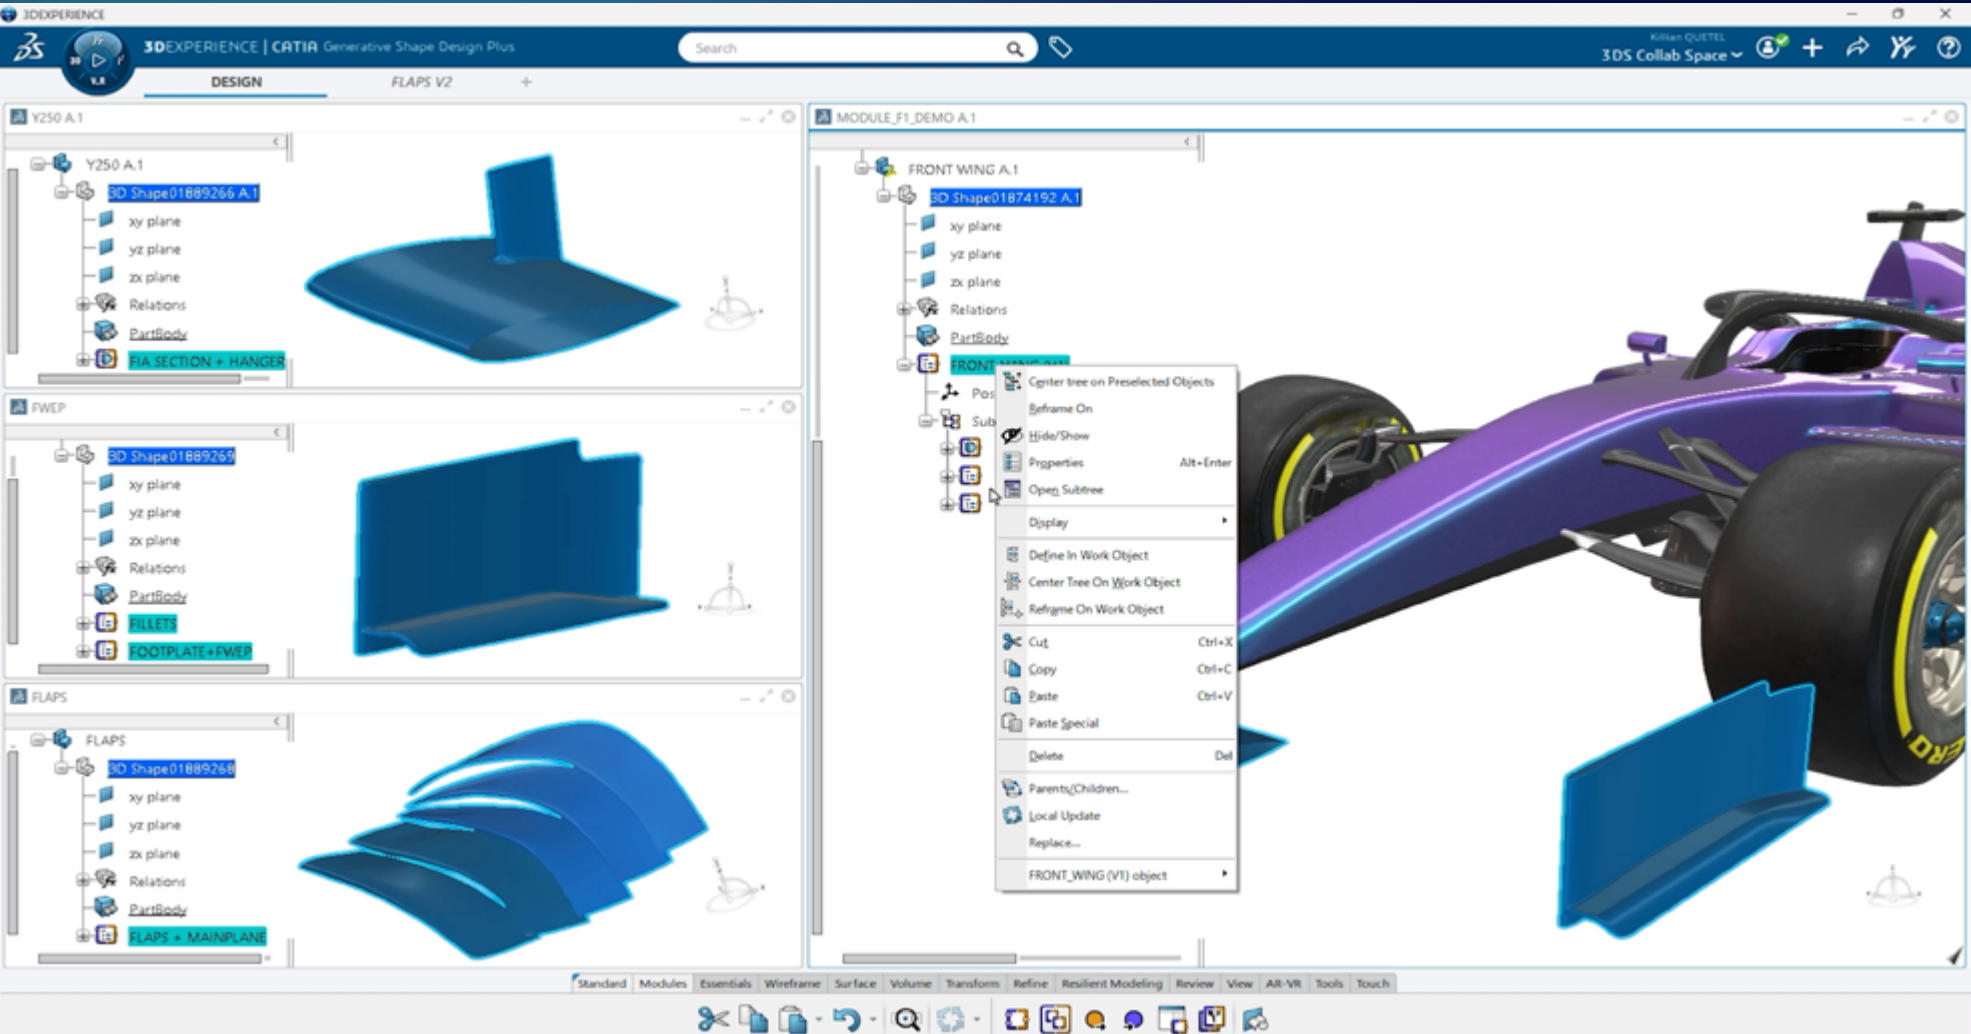 3DEXPERIENCE
3DEXPERIENCE | CATIA Generative Shape Design Plus
Search
Killian QUETEL
3DS Collab Space
3D
V.R
DESIGN
FLAPS V2
+
Y250 A.1
Y250 A.1
3D Shape01889266 A.1
xy plane
yz plane
zx plane
Relations
PartBody
FIA SECTION + HANGER
FWEP
3D Shape01889269
xy plane
yz plane
zx plane
Relations
PartBody
FILLETS
FOOTPLATE+FWEP
FLAPS
FLAPS
3D Shape01889268
xy plane
yz plane
zx plane
Relations
PartBody
FLAPS + MAINPLANE
MODULE_F1_DEMO A.1
FRONT WING A.1
3D Shape01874192 A.1
xy plane
yz plane
zx plane
Relations
PartBody
Pos
Sub
Center tree on Preselected Objects
Reframe On
Hide/Show
Properties Alt+Enter
Open Subtree
Display
Define In Work Object
Center Tree On Work Object
Reframe On Work Object
Cut Ctrl+X
Copy Ctrl+C
Paste Ctrl+V
Paste Special
Delete Del
Parents/Children...
Local Update
Replace...
FRONT_WING (V1) object
Standard Modules Essentials Wireframe Surface Volume Transform Refine Resilient Modeling Review View AR-VR Tools Touch